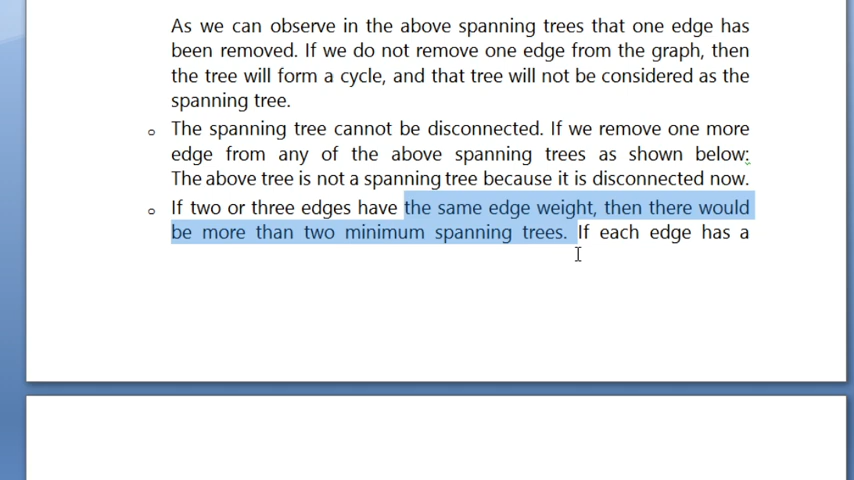 As we can observe in the above spanning trees that one edge has
been removed. If we do not remove one edge from the graph, then
the tree will form a cycle, and that tree will not be considered as the
spanning tree.
o The spanning tree cannot be disconnected. If we remove one more
edge from any of the above spanning trees as shown below:
The above tree is not a spanning tree because it is disconnected now.
o If two or three edges have the same edge weight, then there would
be more than two minimum spanning trees. If each edge has a